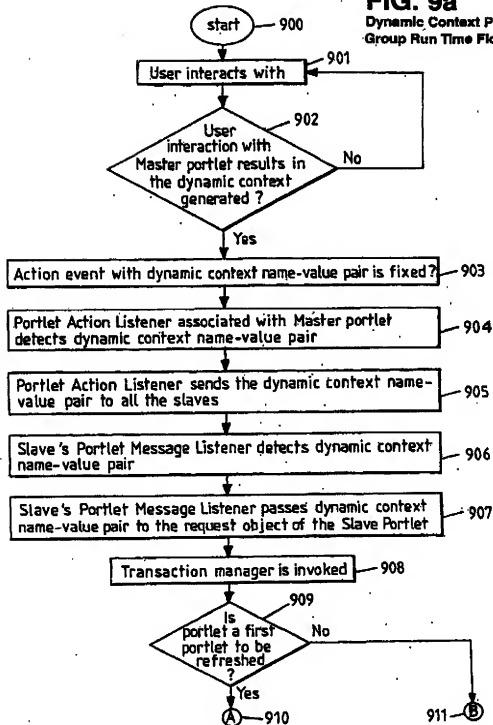 FIG. 9a
Dynamic Context P
Group Run Time Flo
start
900
901
User interacts with
902
User
interaction with
Master portlet results in
the dynamic context
generated ?
No
Yes
Action event with dynamic context name-value pair is fixed?
903
Portlet Action Listener associated with Master portlet
detects dynamic context name-value pair
904
Portlet Action Listener sends the dynamic context name-
value pair to all the slaves
905
Slave's Portlet Message Listener detects dynamic context
name-value pair
906
Slave's Portlet Message Listener passes dynamic context
name-value pair to the request object of the Slave Portlet
907
Transaction manager is invoked
908
909
Is
portlet a first
portlet to be
refreshed
?
No
Yes
A
910
911
B